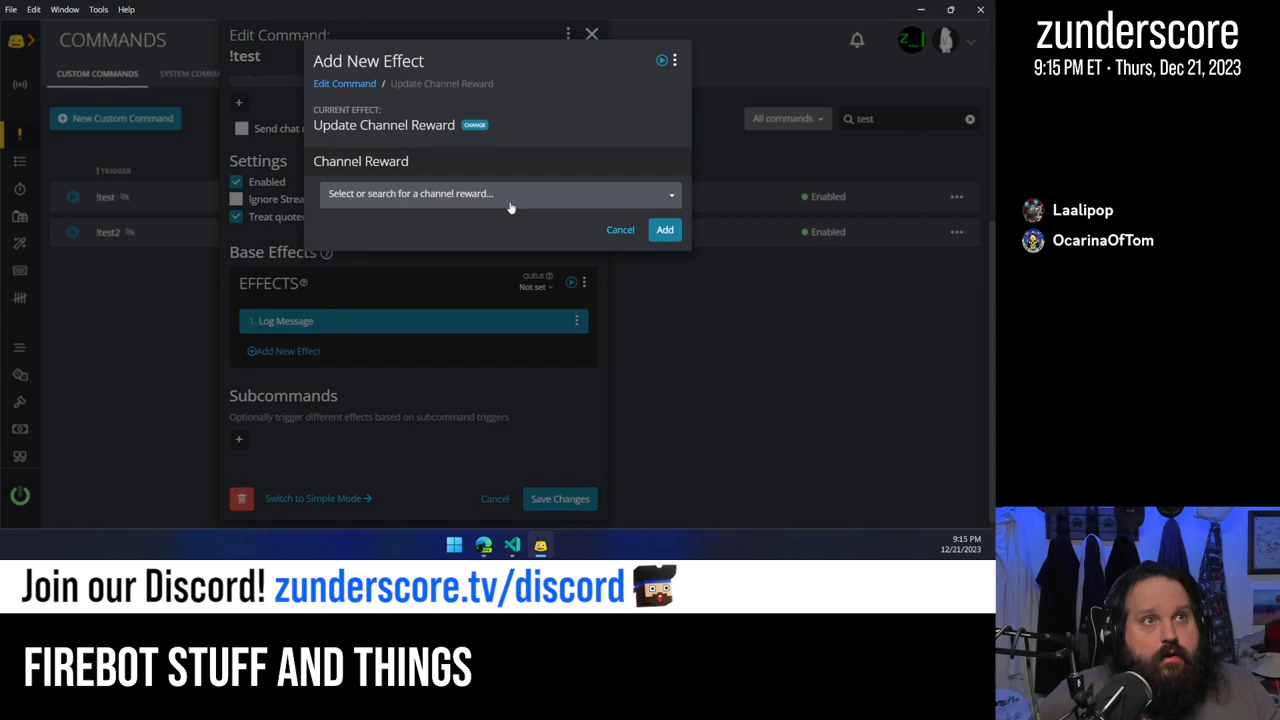 File Edit Window Tools Help
COMMANDS
CUSTOM COMMANDS SYSTEM COMMA
New Custom Command
All commands
test
TRIGGER
!test
Enabled
!test2
Enabled
Edit Command:
!test
Send chat
Settings
Enabled
Ignore Strea
Treat quote
Base Effects
EFFECTS
QUEUE
Not set
1. Log Message
Add New Effect
Subcommands
Optionally trigger different effects based on subcommand triggers
Switch to Simple Mode
Cancel
Save Changes
Add New Effect
Edit Command / Update Channel Reward
CURRENT EFFECT:
Update Channel Reward CHANGE
Channel Reward
Select or search for a channel reward...
Cancel
Add
9:15 PM
12/21/2023
zunderscore
9:15 PM ET • Thurs, Dec 21, 2023
Laalipop
OcarinaOfTom
Join our Discord! zunderscore.tv/discord
FIREBOT STUFF AND THINGS